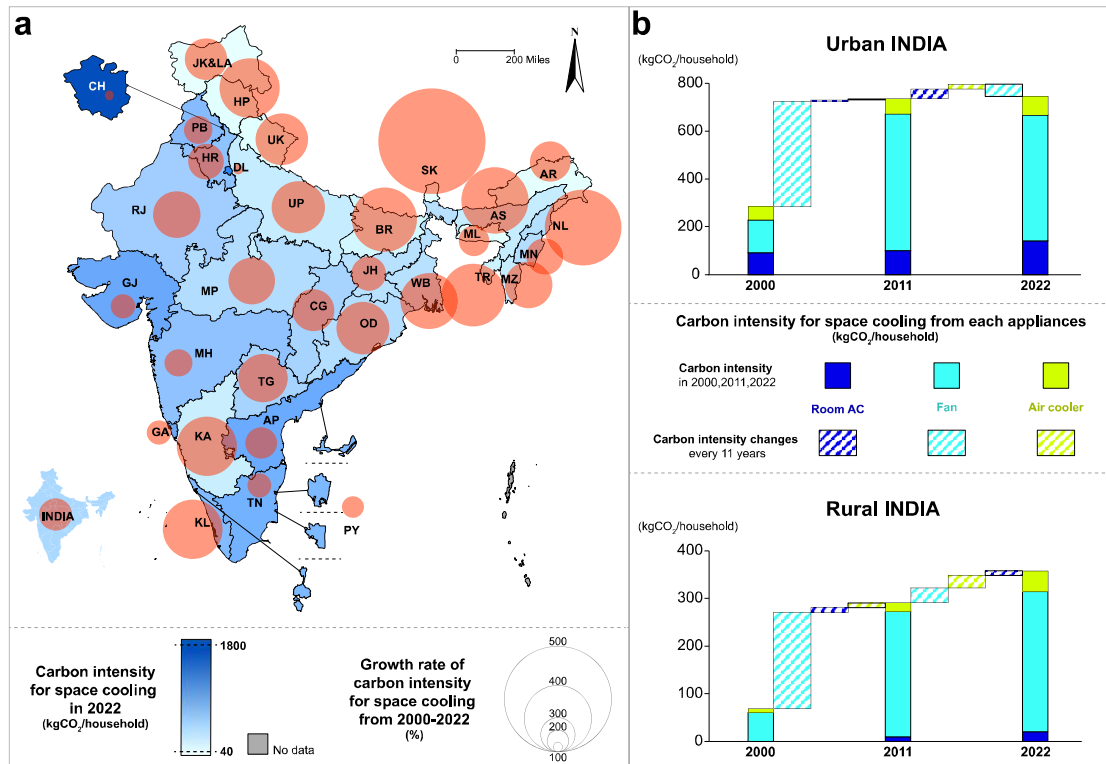 a
JK&LA
CH
HP
PB
UK
HR
DL
SK
AR
RJ
UP
AS
BR
NL
ML
MN
GJ
MP
JH
TR
MZ
WB
CG
OD
MH
TG
AP
GA
KA
TN
INDIA
KL
PY
0 200 Miles
N
Carbon intensity
for space cooling
in 2022
(kgCO2/household)
1800
40
No data
Growth rate of
carbon intensity
for space cooling
from 2000-2022
(%)
500
400
300
200
100
b
Urban INDIA
(kgCO2/household)
800
600
400
200
0
2000 2011 2022
Carbon intensity for space cooling from each appliances
(kgCO2/household)
Carbon intensity
in 2000,2011,2022
Room AC Fan Air cooler
Carbon intensity changes
every 11 years
Rural INDIA
(kgCO2/household)
400
300
200
100
0
2000 2011 2022